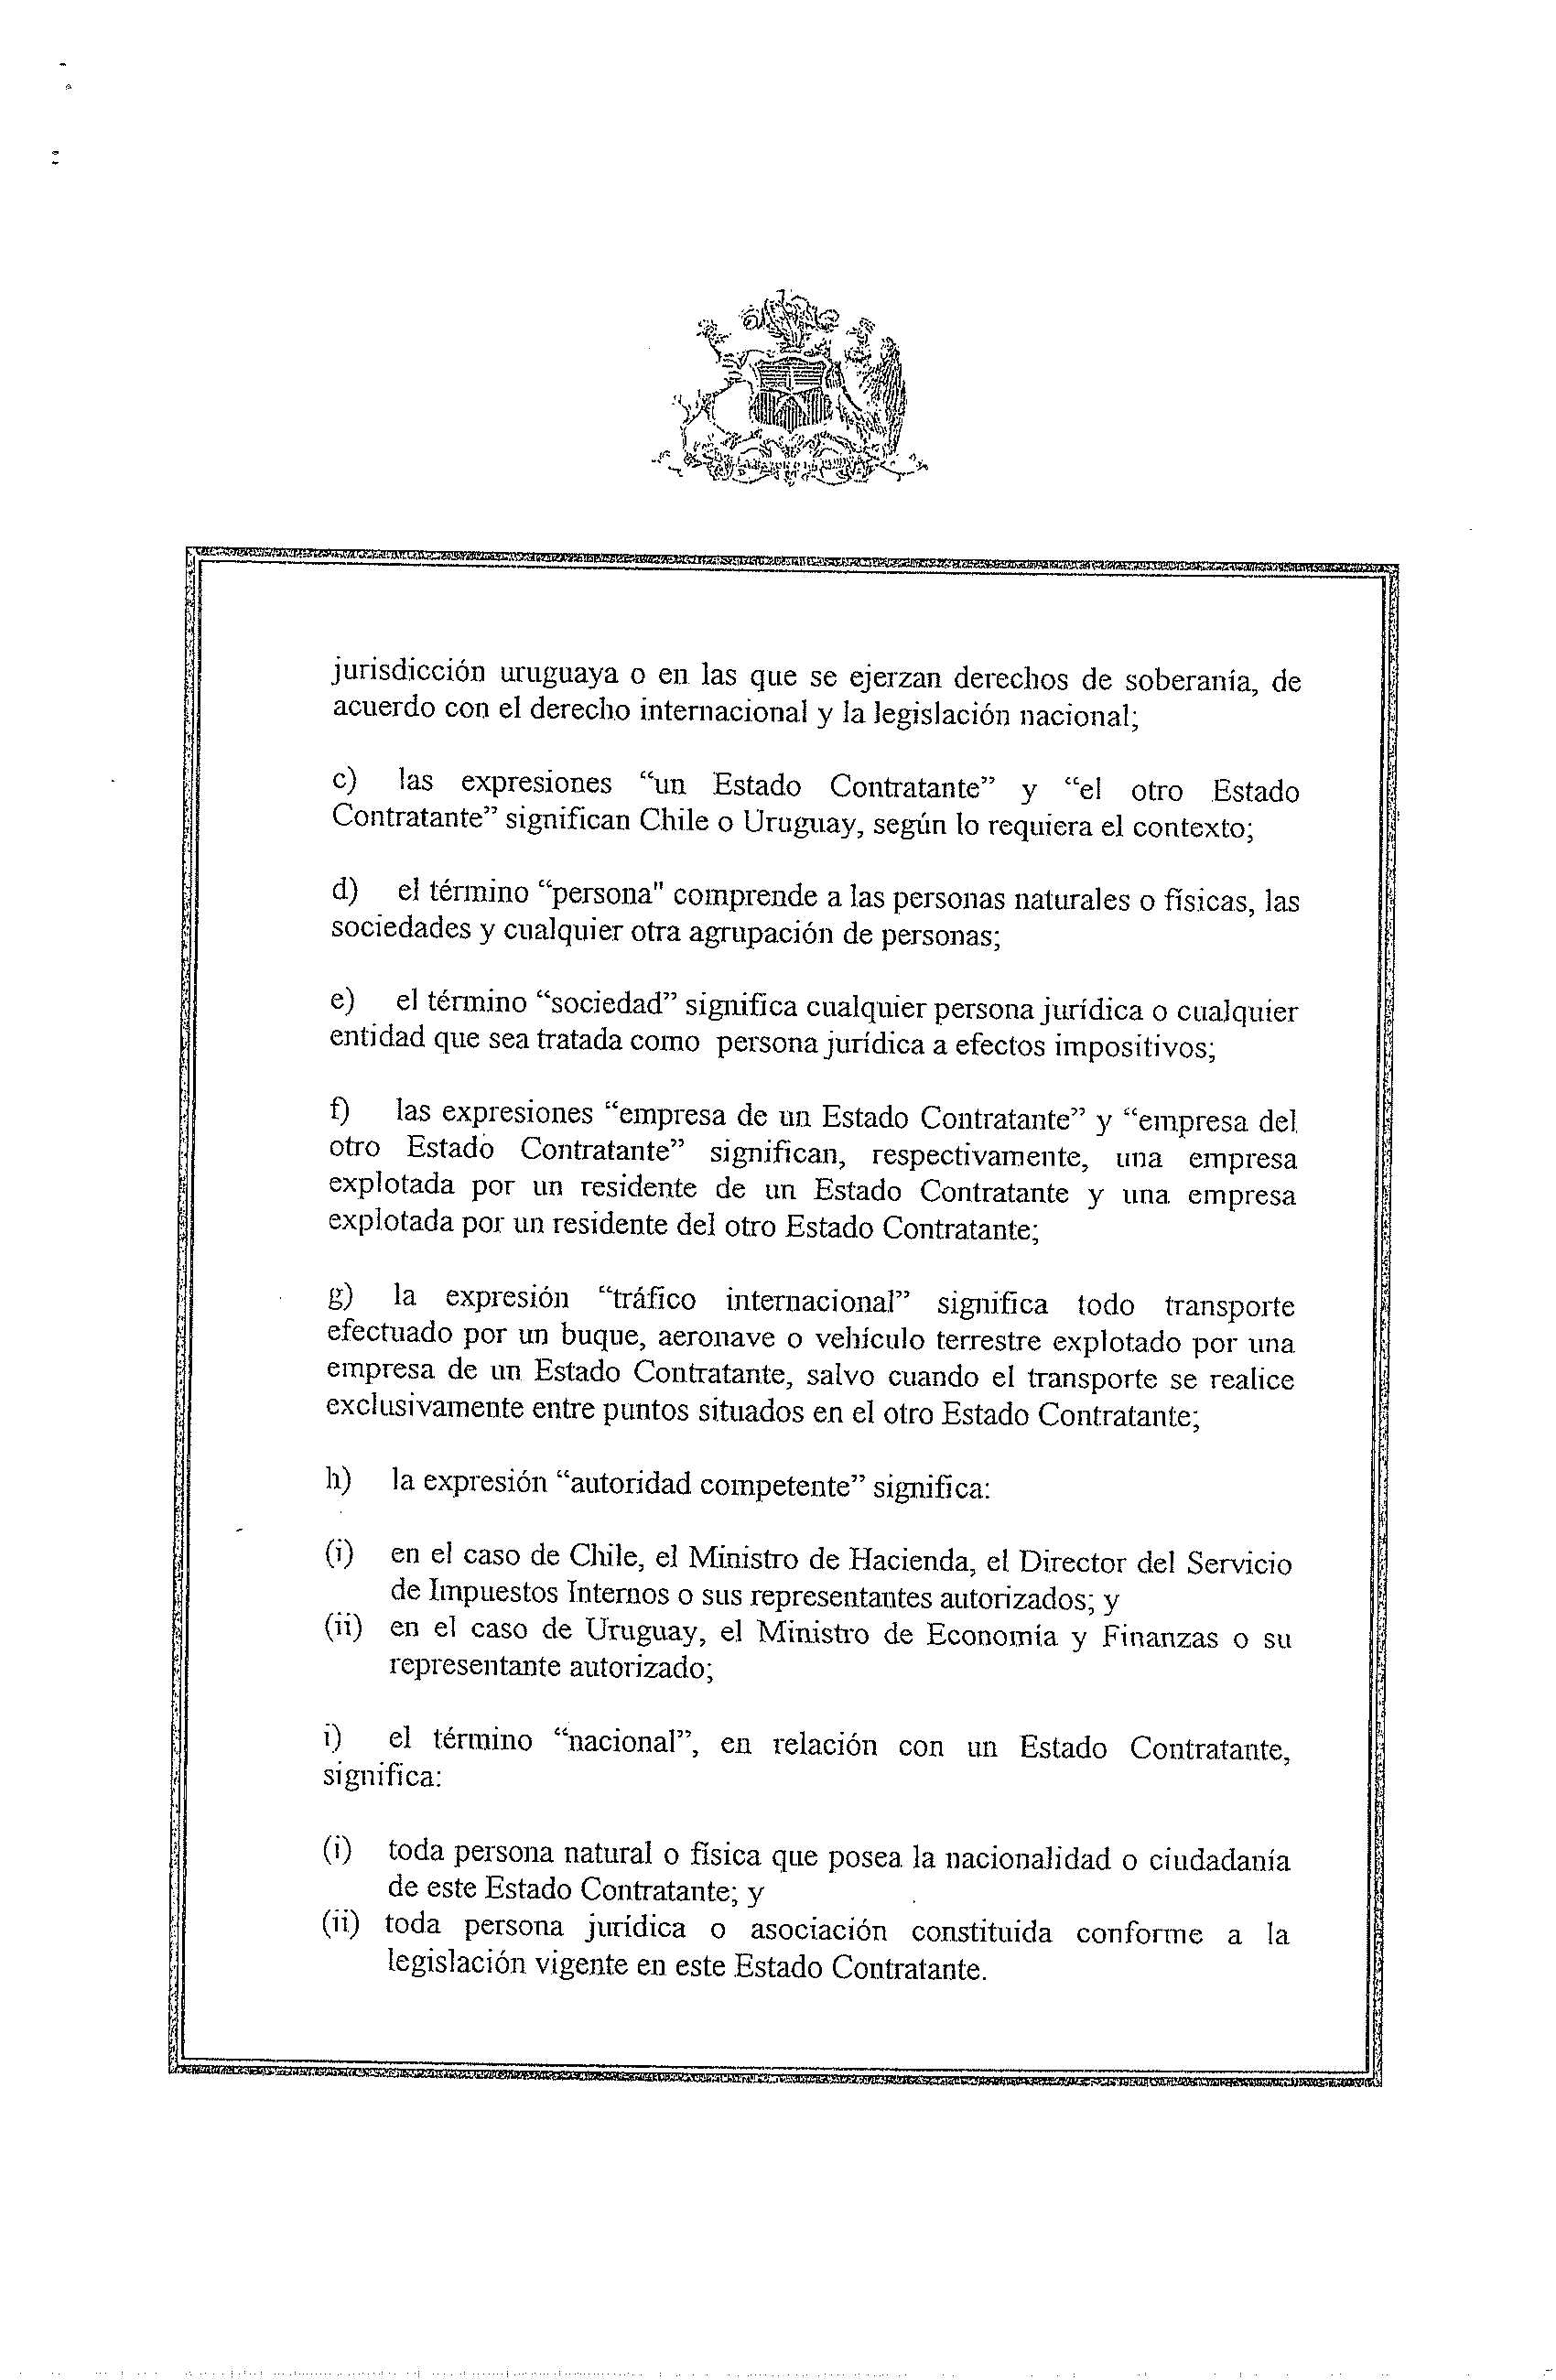 jurisdicción uruguaya o en las que se ejerzan derechos de soberanía, de
acuerdo con el derecho internacional y la legislación nacional;
c) las expresiones “un Estado Contratante” y “el otro Estado
Contratante” significan Chile o Uruguay, según lo requiera el contexto;
d) el término “persona" comprende a las personas naturales o físicas, las
sociedades y cualquier otra agrupación de personas;
e) el término “sociedad” significa cualquier persona jurídica o cualquier
entidad que sea tratada como persona jurídica a efectos impositivos;
f) las expresiones “empresa de un Estado Contratante” y “empresa del
otro Estado Contratante” significan, respectivamente, una empresa
explotada por un residente de un Estado Contratante y una empresa
explotada por un residente del otro Estado Contratante;
g) la expresión “tráfico internacional” significa todo transporte
efectuado por un buque, aeronave o vehículo terrestre explotado por una
empresa de un Estado Contratante, salvo cuando el transporte se realice
exclusivamente entre puntos situados en el otro Estado Contratante;
h) la expresión “autoridad competente” significa:
(i) en el caso de Chile, el Ministro de Hacienda, el Director del Servicio
de Impuestos Internos o sus representantes autorizados; y
(ii) en el caso de Uruguay, el Ministro de Economía y Finanzas o su
representante autorizado;
i) el término “nacional”, en relación con un Estado Contratante,
significa:
(i) toda persona natural o física que posea la nacionalidad o ciudadanía
de este Estado Contratante; y
(ii) toda persona jurídica o asociación constituida conforme a la
legislación vigente en este Estado Contratante.